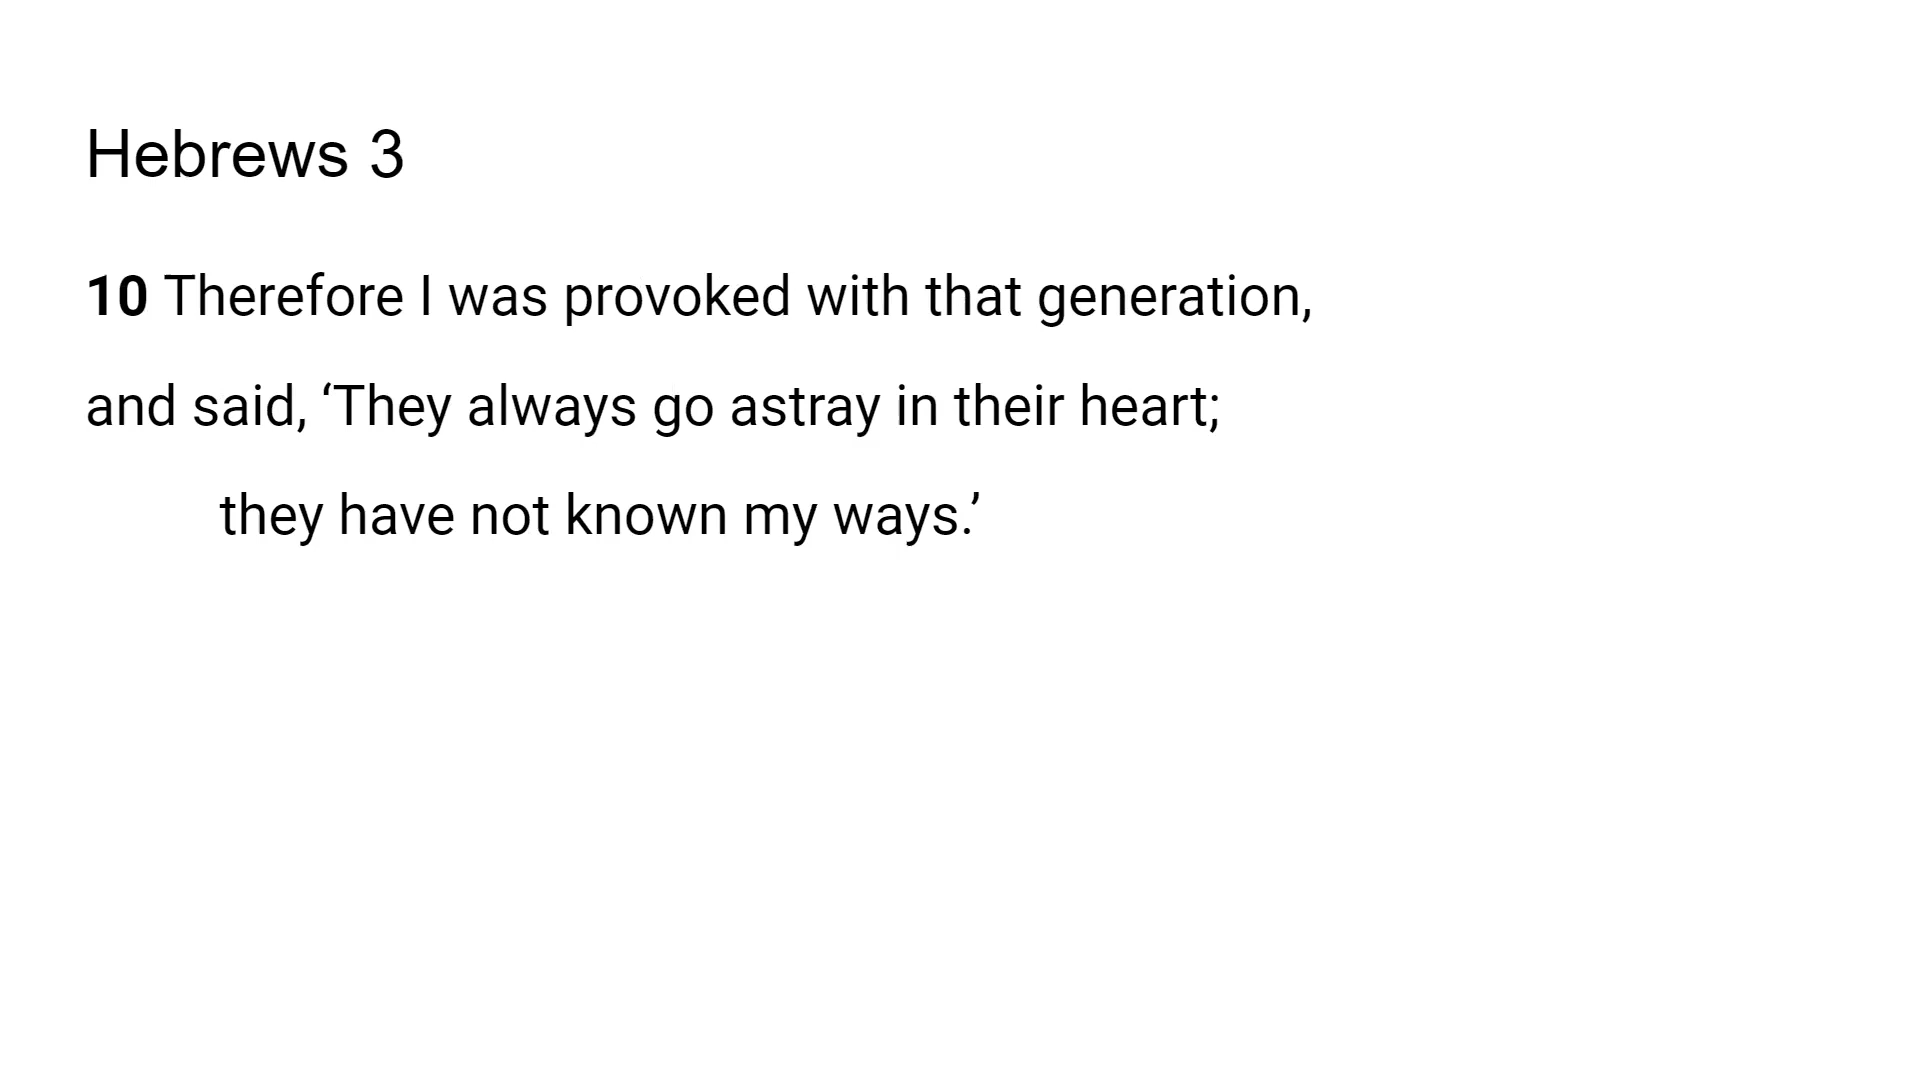 Hebrews 3
10 Therefore I was provoked with that generation,
and said, ‘They always go astray in their heart;
they have not known my ways.’